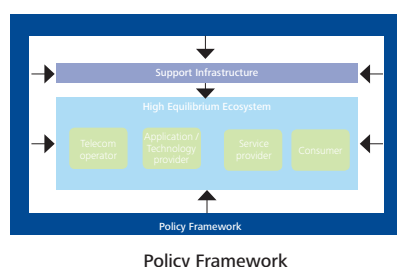 Support Infrastructure
High Equilibrium Ecosystem
Telecom
operator
Application /
Technology
provider
Service
provider
Consumer
Policy Framework
Policy Framework